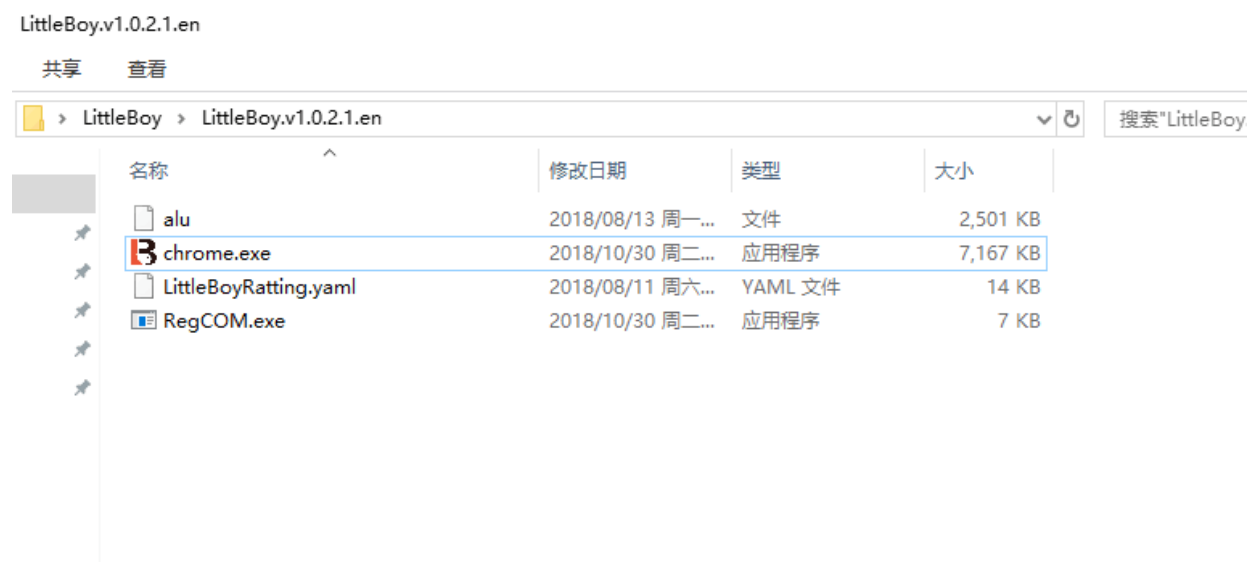 LittleBoy.v1.0.2.1.en
共享 查看
LittleBoy › LittleBoy.v1.0.2.1.en 搜索"LittleBoy.
名称 修改日期 类型 大小
alu 2018/08/13 周一... 文件 2,501 KB
chrome.exe 2018/10/30 周二... 应用程序 7,167 KB
LittleBoyRatting.yaml 2018/08/11 周六... YAML 文件 14 KB
RegCOM.exe 2018/10/30 周二... 应用程序 7 KB